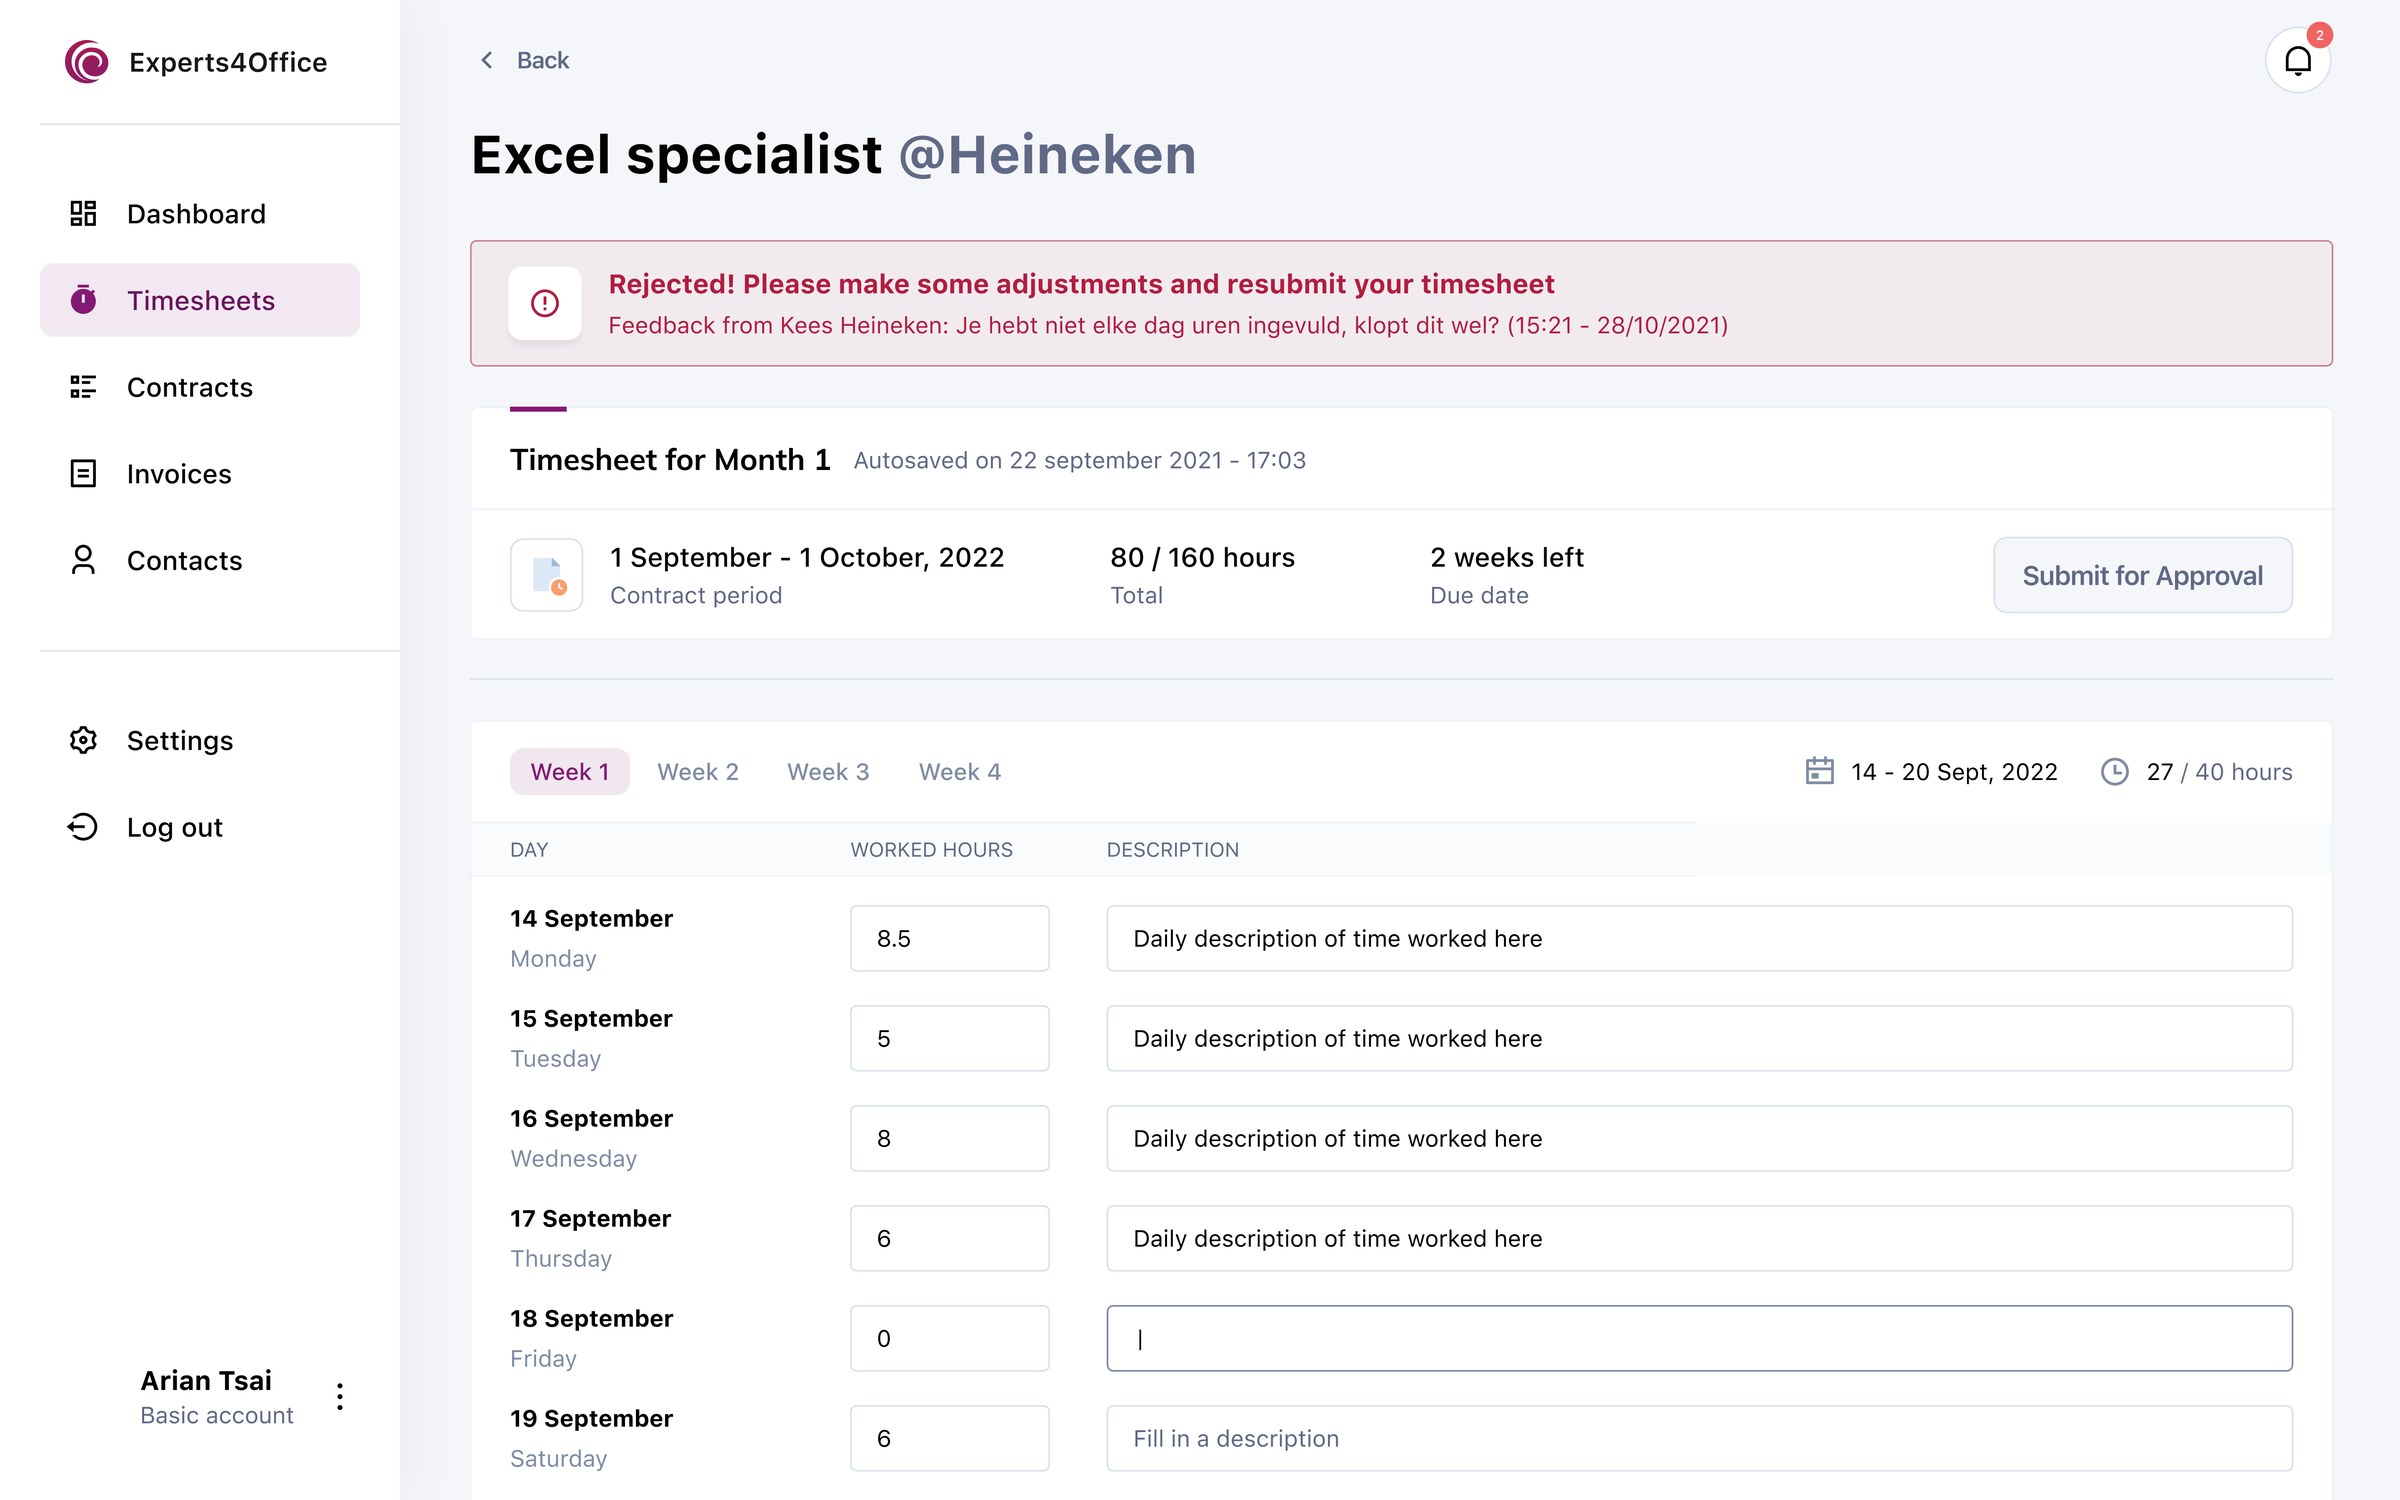 Experts4Office
Dashboard
Timesheets
Contracts
Invoices
Contacts
Settings
Log out
Arian Tsai
Basic account
Back
2
Excel specialist @Heineken
Rejected! Please make some adjustments and resubmit your timesheet
Feedback from Kees Heineken: Je hebt niet elke dag uren ingevuld, klopt dit wel? (15:21 - 28/10/2021)
Timesheet for Month 1 Autosaved on 22 september 2021 - 17:03
1 September - 1 October, 2022
Contract period
80 / 160 hours
Total
2 weeks left
Due date
Submit for Approval
Week 1 Week 2 Week 3 Week 4 14 - 20 Sept, 2022 27 / 40 hours
DAY WORKED HOURS DESCRIPTION
14 September
Monday
8.5
Daily description of time worked here
15 September
Tuesday
5
Daily description of time worked here
16 September
Wednesday
8
Daily description of time worked here
17 September
Thursday
6
Daily description of time worked here
18 September
Friday
0
19 September
Saturday
6
Fill in a description